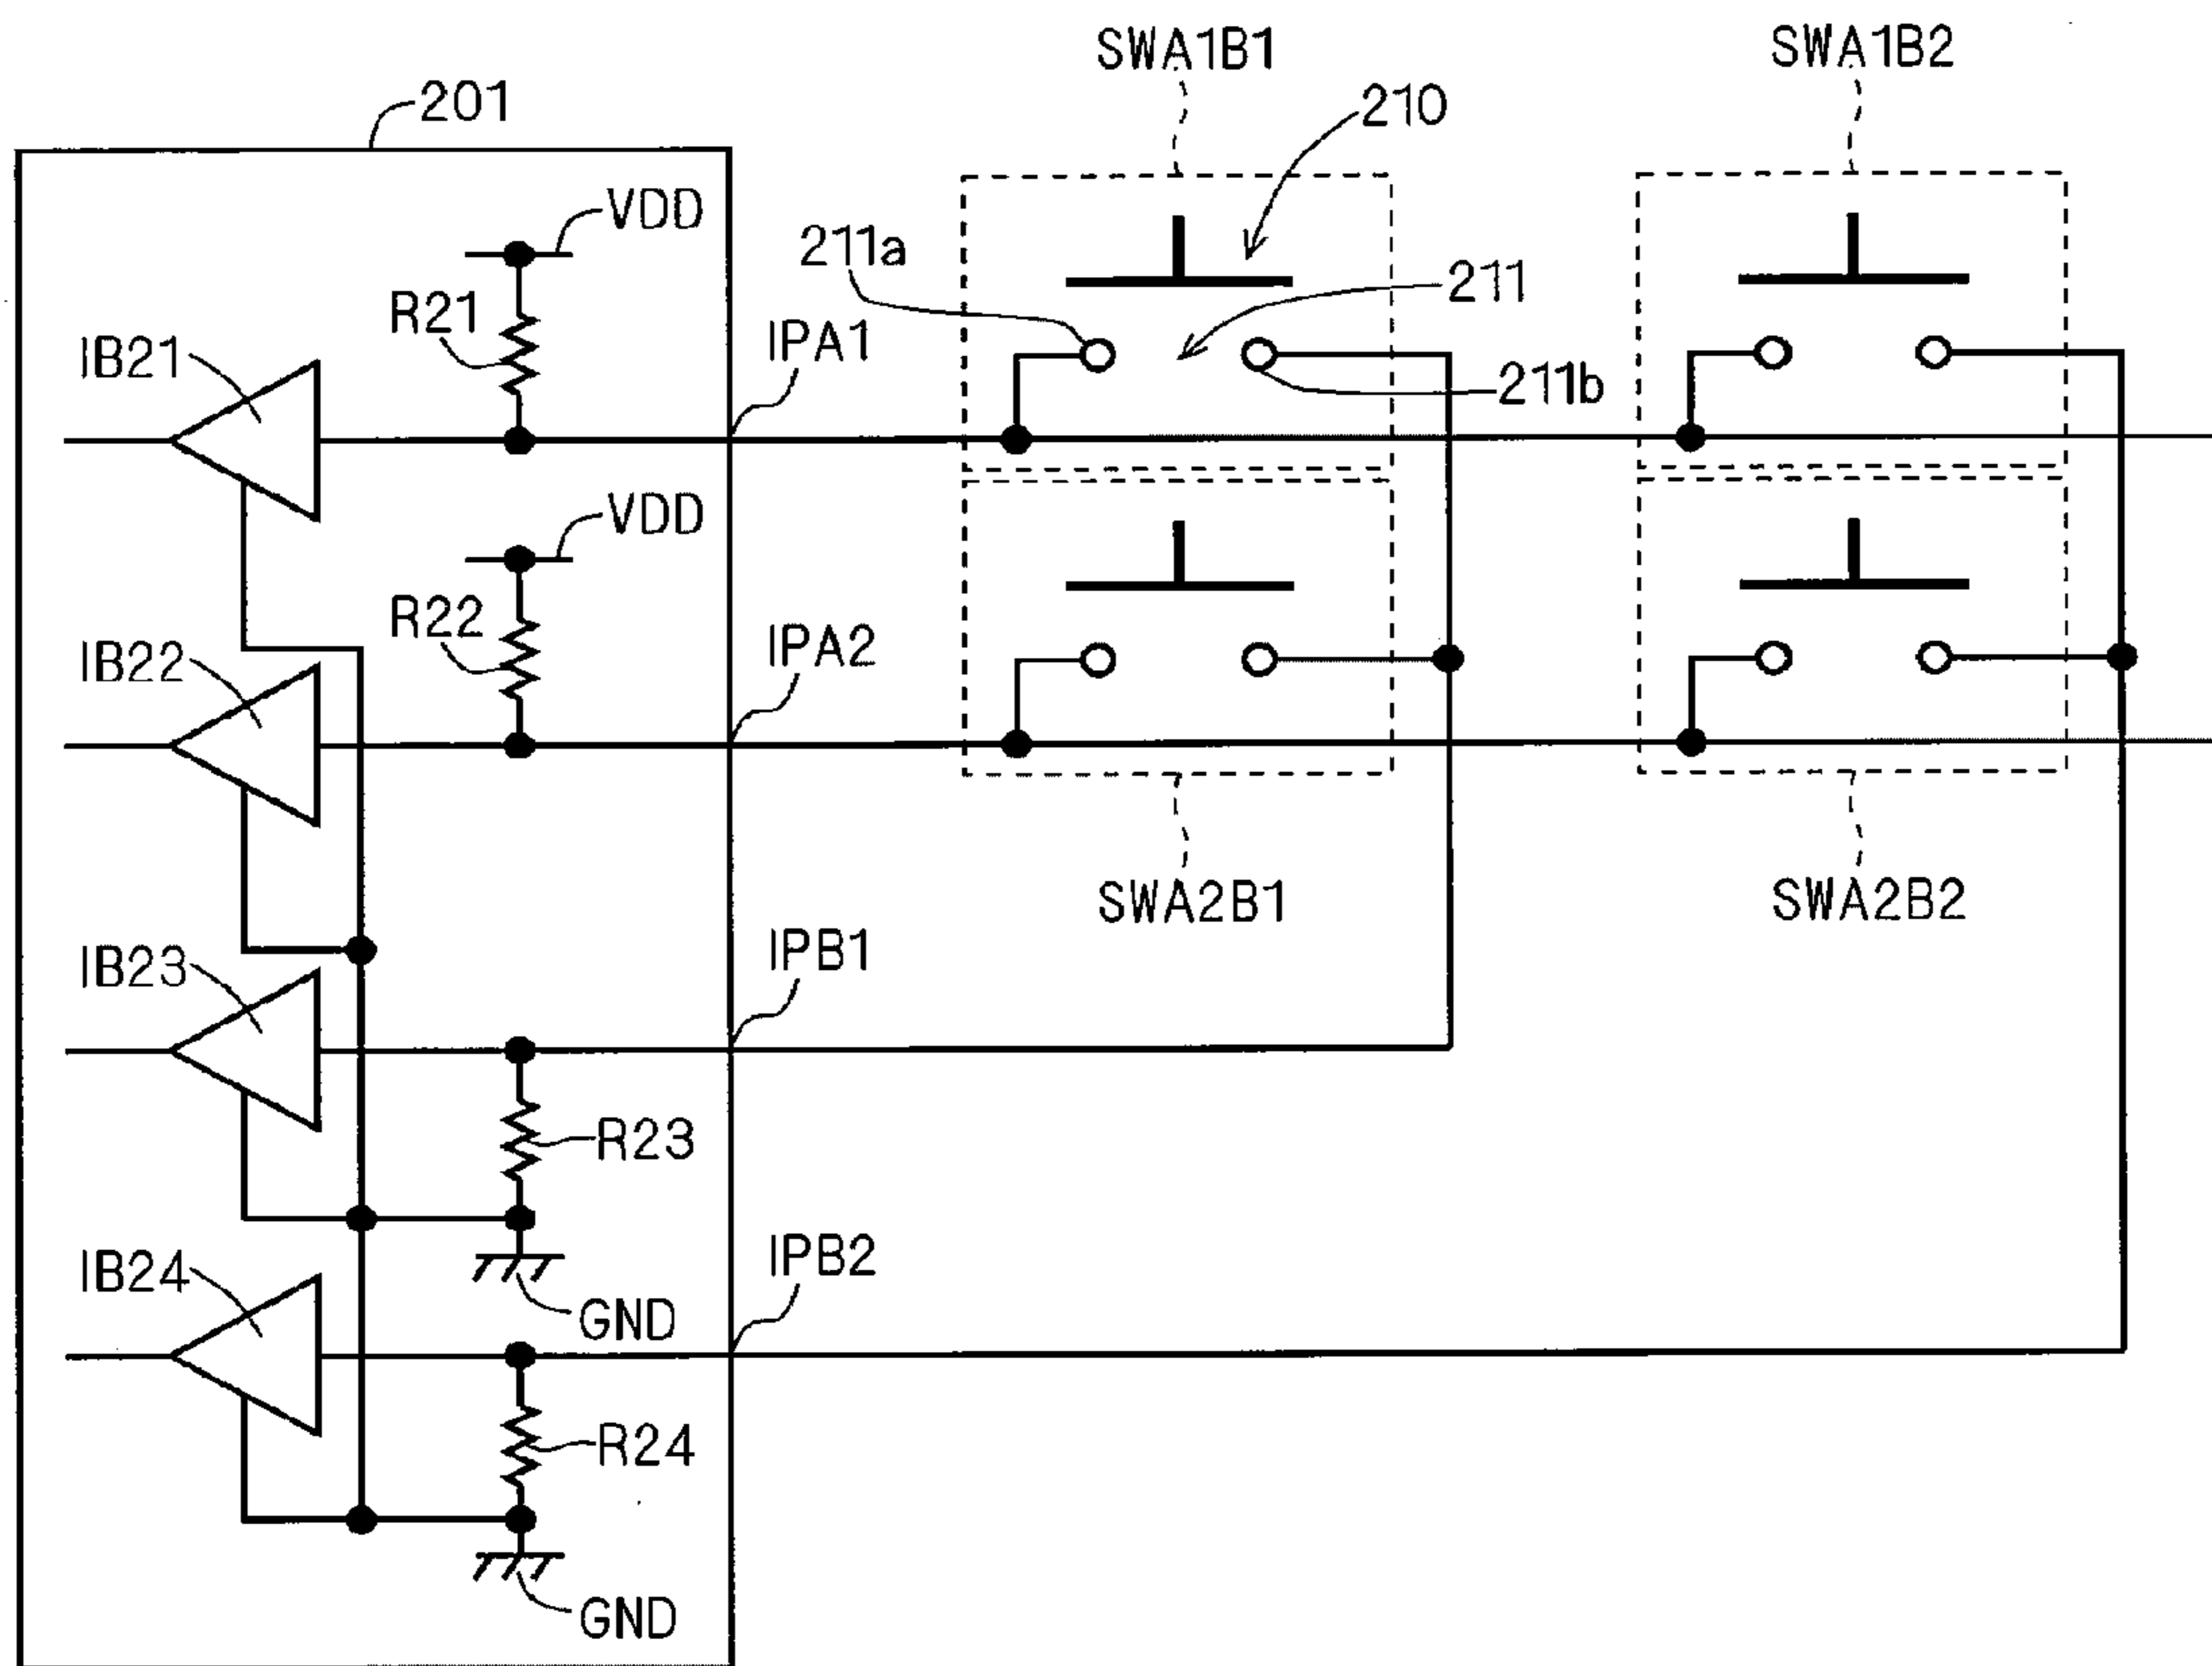 SWA1B1
SWA1B2
201
210
VDD
211a
211
R21
IPA1
IB21
211b
VDD
R22
IPA2
IB22
SWA2B1
SWA2B2
IPB1
IB23
R23
IPB2
IB24
GND
R24
GND